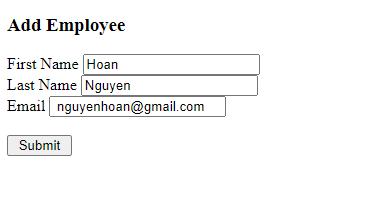 Add Employee
First Name Hoan
Last Name Nguyen
Email nguyenhoan@gmail.com
Submit